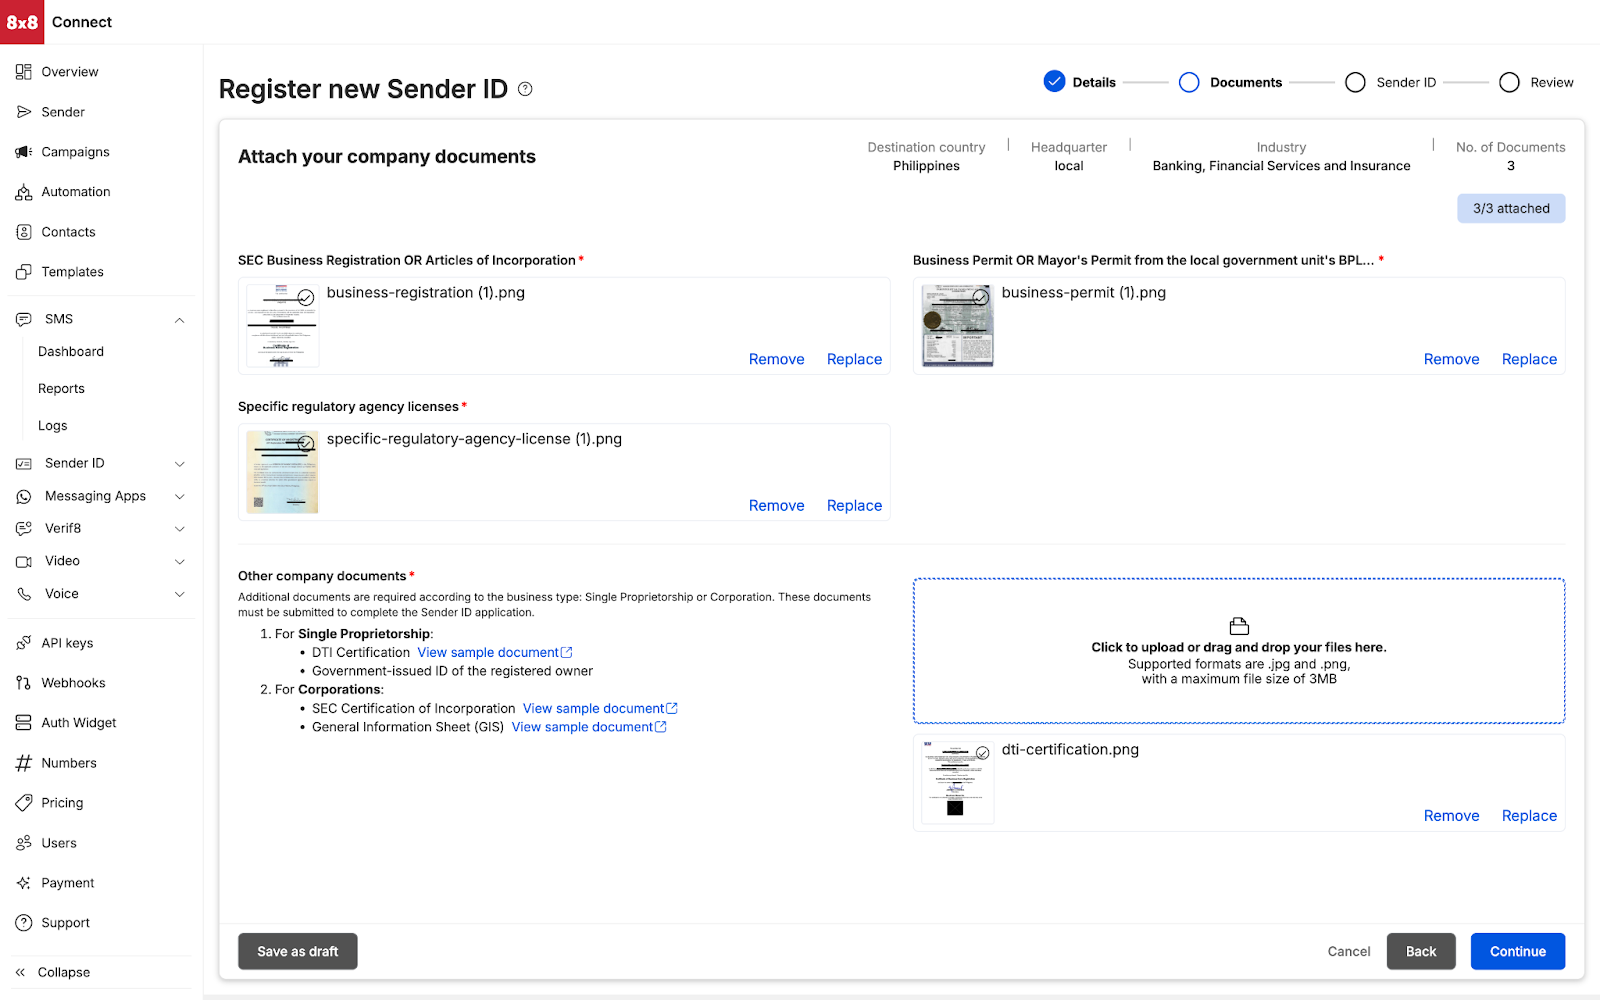 8x8 Connect
Overview
Sender
Campaigns
Automation
Contacts
Templates
SMS
Dashboard
Reports
Logs
Sender ID
Messaging Apps
Verif8
Video
Voice
API keys
Webhooks
Auth Widget
Numbers
Pricing
Users
Payment
Support
Collapse
Register new Sender ID
Details
Documents
Sender ID
Review
Attach your company documents
Destination country
Philippines
Headquarter
local
Industry
Banking, Financial Services and Insurance
No. of Documents
3
3/3 attached
SEC Business Registration OR Articles of Incorporation *
business-registration (1).png
Remove Replace
Business Permit OR Mayor's Permit from the local government unit's BPL... *
business-permit (1).png
Remove Replace
Specific regulatory agency licenses *
specific-regulatory-agency-license (1).png
Remove Replace
Other company documents *
Additional documents are required according to the business type: Single Proprietorship or Corporation. These documents
must be submitted to complete the Sender ID application.
1. For Single Proprietorship:
• DTI Certification View sample document
• Government-issued ID of the registered owner
2. For Corporations:
• SEC Certification of Incorporation View sample document
• General Information Sheet (GIS) View sample document
Click to upload or drag and drop your files here.
Supported formats are .jpg and .png,
with a maximum file size of 3MB
dti-certification.png
Remove Replace
Save as draft
Cancel
Back
Continue